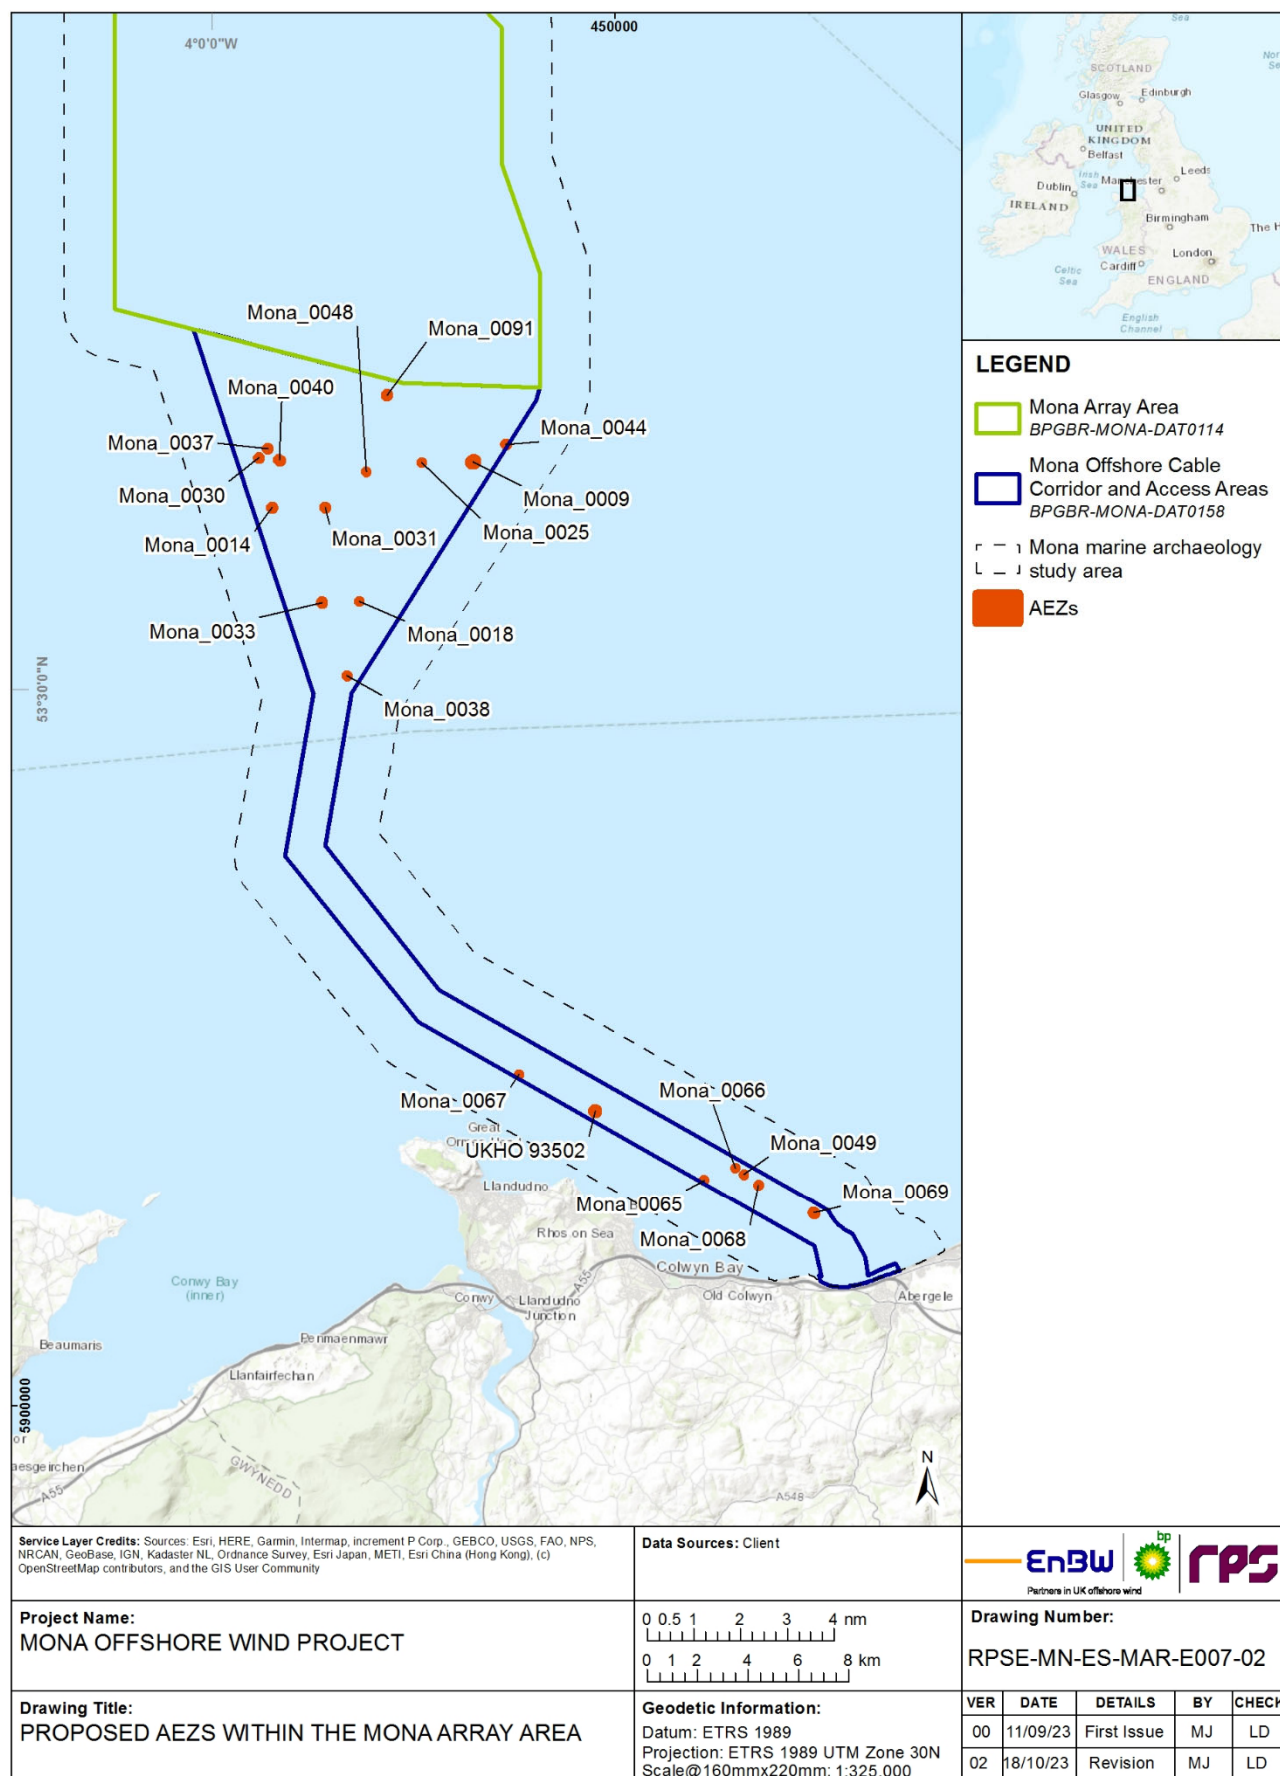 4°0'0"W
450000
53°30'0"N
5900000
Mona_0048
Mona_0091
Mona_0040
Mona_0037
Mona_0044
Mona_0030
Mona_0009
Mona_0014
Mona_0031
Mona_0025
Mona_0033
Mona_0018
Mona_0038
Mona_0067
Mona_0066
UKHO 93502
Mona_0049
Mona_0065
Mona_0069
Mona_0068
Great
Llandudno
Rhos on Sea
Colwyn Bay
Old Colwyn
Abergele
Conwy Bay
(inner)
Conwy
Llandudno
Junction
A55
Beaumaris
Penmaenmawr
Llanfairfechan
aesgeirchen
A55
GWYNEDD
A548
N
Sea
SCOTLAND
Glasgow
Edinburgh
UNITED
KINGDOM
Belfast
Irish
Sea
Manchester
Leeds
Dublin
IRELAND
Birmingham
The H
WALES
London
Cardiff
Celtic
Sea
ENGLAND
English
Channel
LEGEND
Mona Array Area
BPGBR-MONA-DAT0114
Mona Offshore Cable
Corridor and Access Areas
BPGBR-MONA-DAT0158
Mona marine archaeology
study area
AEZs
Service Layer Credits: Sources: Esri, HERE, Garmin, Intermap, increment P Corp., GEBCO, USGS, FAO, NPS,
NRCAN, GeoBase, IGN, Kadaster NL, Ordnance Survey, Esri Japan, METI, Esri China (Hong Kong), (c)
OpenStreetMap contributors, and the GIS User Community
Data Sources: Client
EnBW
Partners in UK offshore wind
bp
rps
Project Name:
MONA OFFSHORE WIND PROJECT
0 0.5 1 2 3 4 nm
0 1 2 4 6 8 km
Drawing Number:
RPSE-MN-ES-MAR-E007-02
Drawing Title:
PROPOSED AEZS WITHIN THE MONA ARRAY AREA
Geodetic Information:
Datum: ETRS 1989
Projection: ETRS 1989 UTM Zone 30N
Scale@160mmx220mm: 1:325,000
VER DATE DETAILS BY CHECK
00 11/09/23 First Issue MJ LD
02 18/10/23 Revision MJ LD